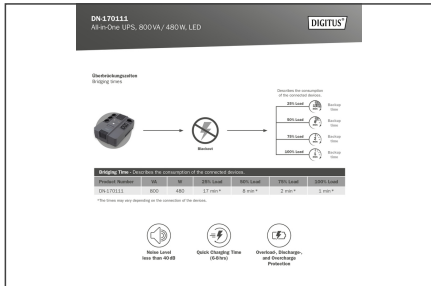 DN-170111
All-in-One UPS, 800 VA / 480 W, LED
DIGITUS®
Überbrückungszeiten
Bridging times
Describes the consumption
of the connected devices.
25% Load
Backup
time
50% Load
Backup
time
75% Load
Backup
time
100% Load
Backup
time
Blackout
Bridging Time - Describes the consumption of the connected devices.
Product Number VA W 25% Load 50% Load 75% Load 100% Load
DN-170111 800 480 17 min* 8 min* 2 min* 1 min*
*The times may vary depending on the connection of the devices.
Noise Level
less than 40 dB
Quick Charging Time
(6-8hrs)
Overload-, Discharge-,
and Overcharge
Protection